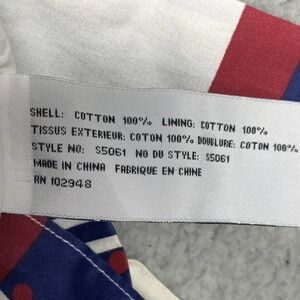 SHELL: COTTON 100% LINING: COTTON 100%
TISSUS EXTERIEUR: COTON 100% DOUBLURE: COTON 100%
STYLE NO: S5061 NO DU STYLE: S5061
MADE IN CHINA FABRIQUE EN CHINE
RN 102948